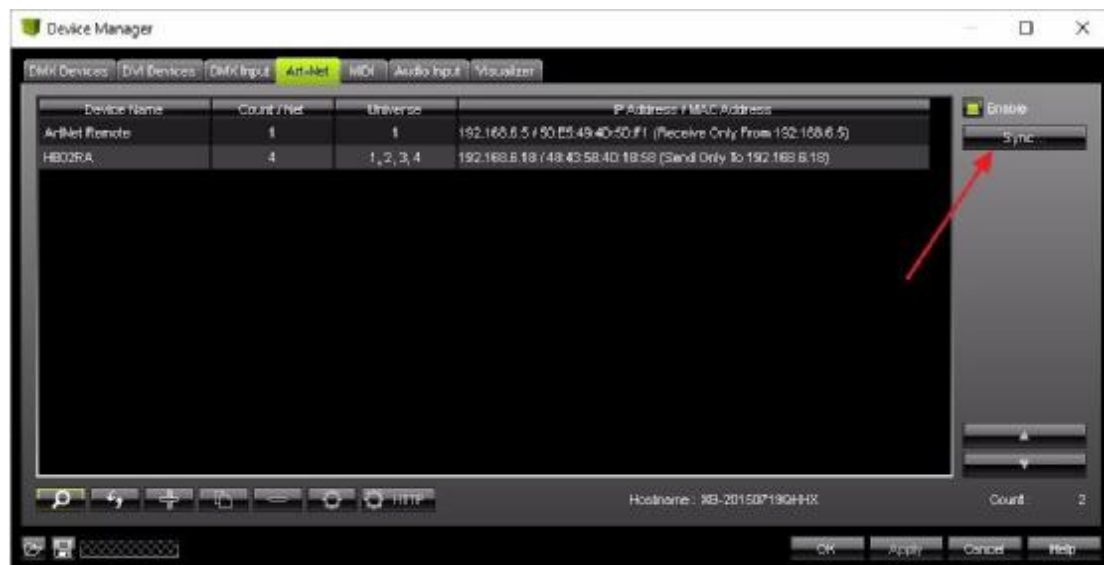 Device Manager
DMX Devices DVI Devices DMX Input Art-Net MIDI Audio Input Visualizer
Device Name Count / Net Universe IP Address / MAC Address
Enable
ArtNet Remote 1 1 192.168.6.5 / 50:E5:49:4D:50:F1 (Receive Only From 192.168.6.5)
Sync...
HB02RA 4 1, 2, 3, 4 192.168.6.18 / 48:43:58:4D:18:58 (Send Only To 192.168.6.18)
HTTP
Hostname : XB-20150719QHHX
Count 2
OK Apply Cancel Help